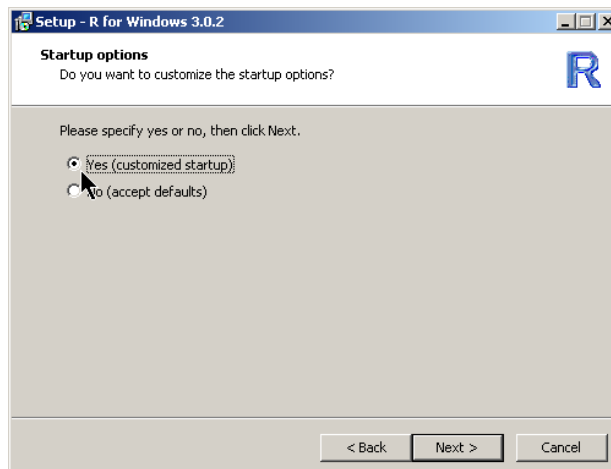 Setup - R for Windows 3.0.2
Startup options
Do you want to customize the startup options?
R
Please specify yes or no, then click Next.
Yes (customized startup)
No (accept defaults)
< Back Next > Cancel